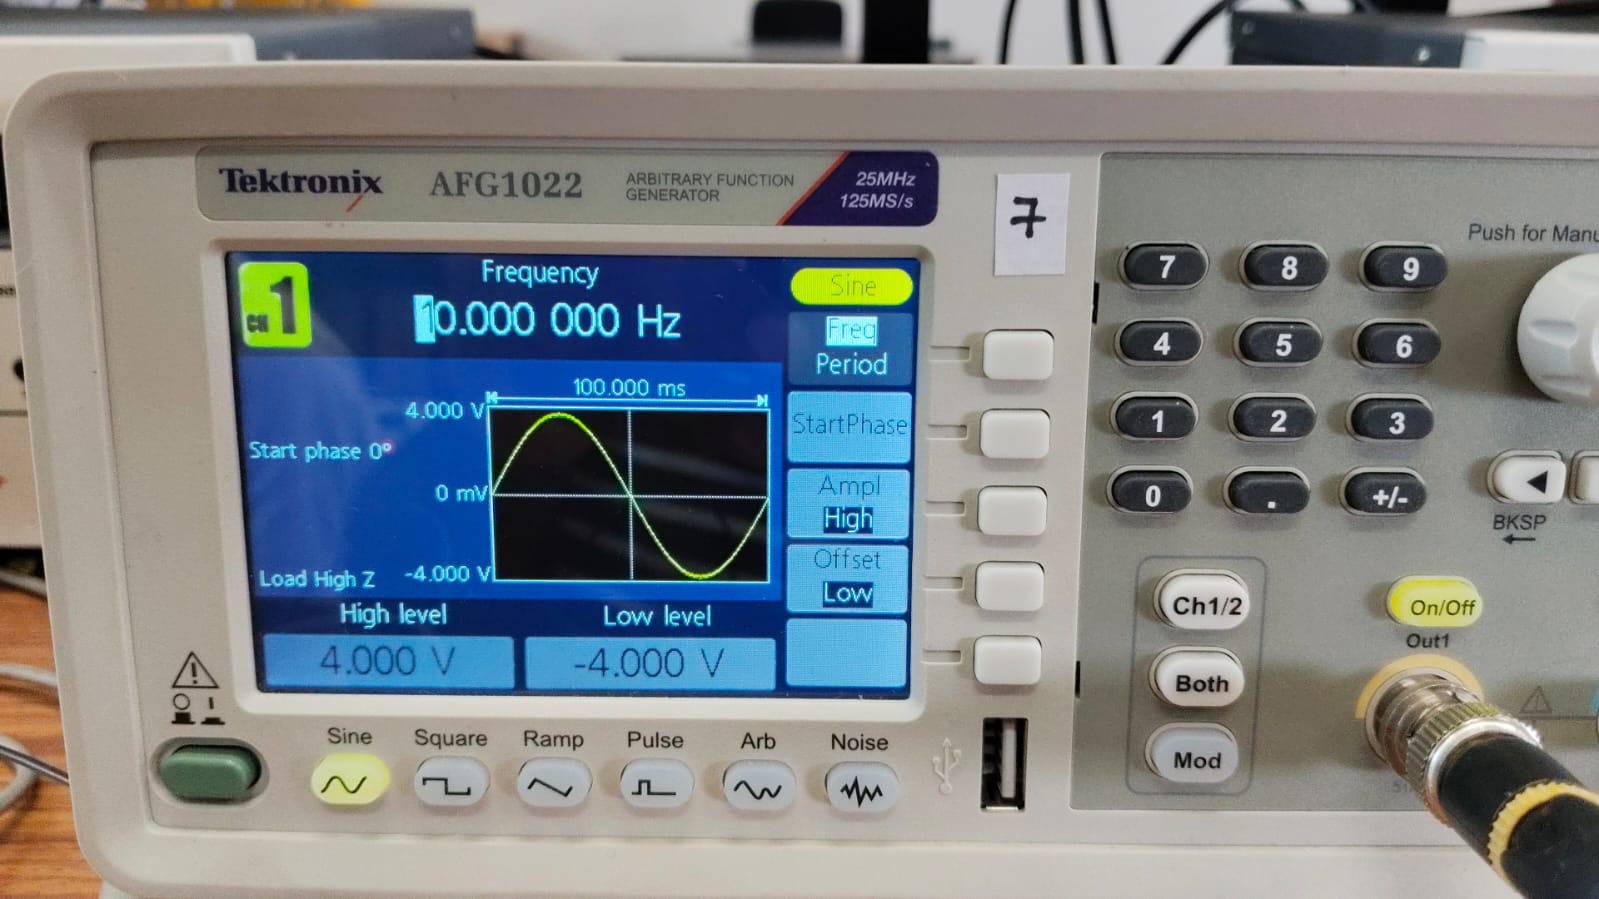 Tektronix AFG1022 ARBITRARY FUNCTION GENERATOR
25MHz
125MS/s
7
Push for Manu
CH1
Frequency
10.000 000 Hz
Sine
Freq
Period
StartPhase
Ampl
High
Offset
Low
100.000 ms
4.000 V
Start phase 0°
0 mV
Load High Z
-4.000 V
High level
Low level
4.000 V
-4.000 V
7 8 9
4 5 6
1 2 3
0 . +/-
BKSP
Ch1/2
Both
Mod
On/Off
Out1
Sine Square Ramp Pulse Arb Noise